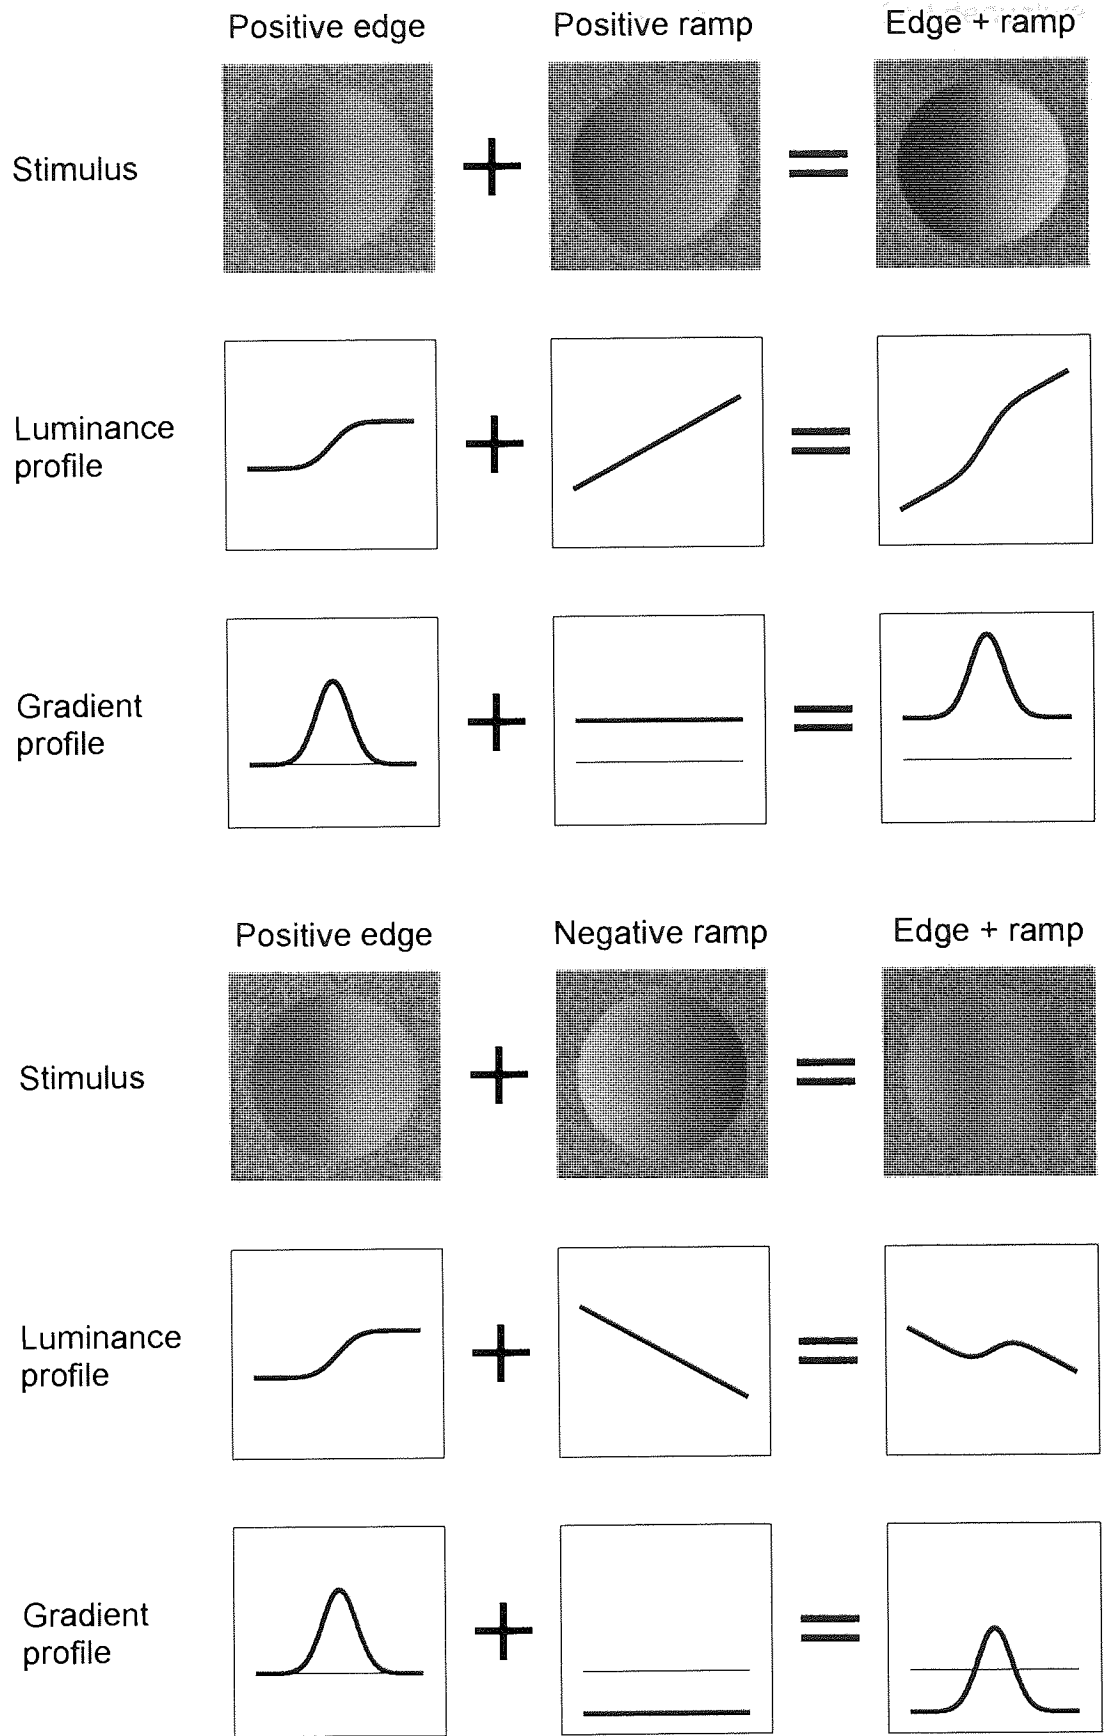 Positive edge
Positive ramp
Edge + ramp
Stimulus
+
=
Luminance
profile
+
=
Gradient
profile
+
=
Positive edge
Negative ramp
Edge + ramp
Stimulus
+
=
Luminance
profile
+
=
Gradient
profile
+
=